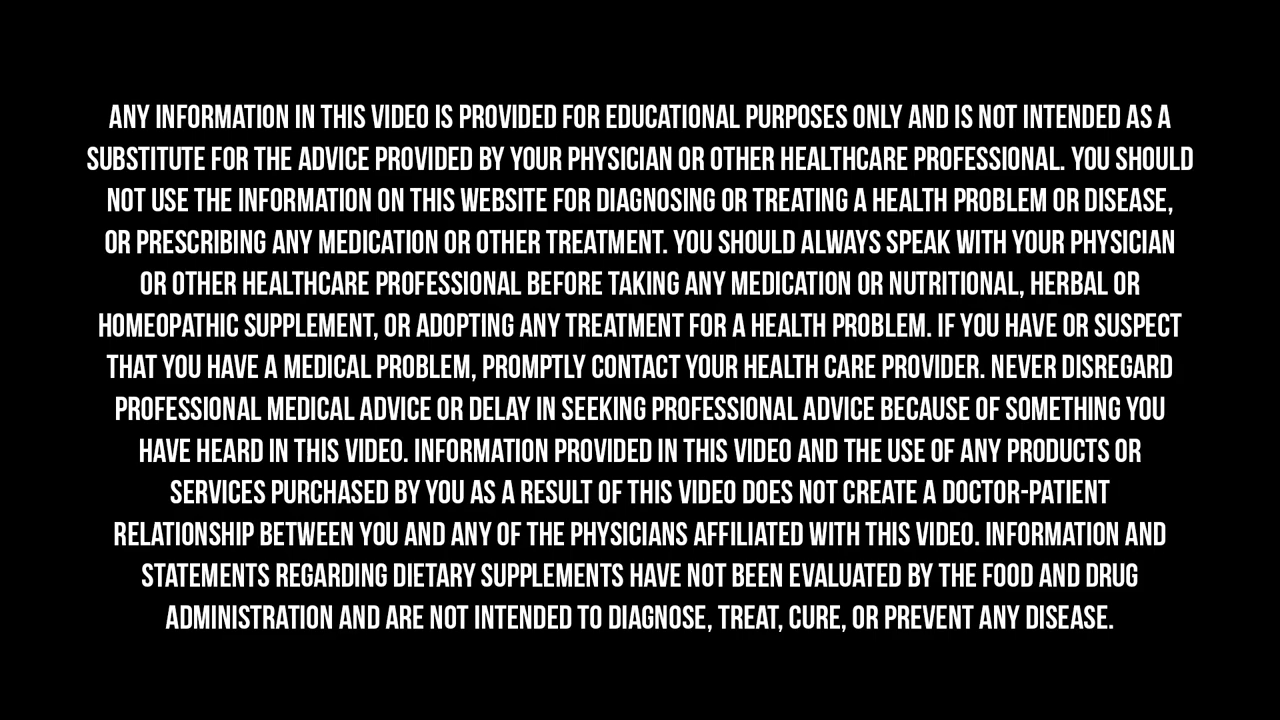 ANY INFORMATION IN THIS VIDEO IS PROVIDED FOR EDUCATIONAL PURPOSES ONLY AND IS NOT INTENDED AS A
SUBSTITUTE FOR THE ADVICE PROVIDED BY YOUR PHYSICIAN OR OTHER HEALTHCARE PROFESSIONAL. YOU SHOULD
NOT USE THE INFORMATION ON THIS WEBSITE FOR DIAGNOSING OR TREATING A HEALTH PROBLEM OR DISEASE,
OR PRESCRIBING ANY MEDICATION OR OTHER TREATMENT. YOU SHOULD ALWAYS SPEAK WITH YOUR PHYSICIAN
OR OTHER HEALTHCARE PROFESSIONAL BEFORE TAKING ANY MEDICATION OR NUTRITIONAL, HERBAL OR
HOMEOPATHIC SUPPLEMENT, OR ADOPTING ANY TREATMENT FOR A HEALTH PROBLEM. IF YOU HAVE OR SUSPECT
THAT YOU HAVE A MEDICAL PROBLEM, PROMPTLY CONTACT YOUR HEALTH CARE PROVIDER. NEVER DISREGARD
PROFESSIONAL MEDICAL ADVICE OR DELAY IN SEEKING PROFESSIONAL ADVICE BECAUSE OF SOMETHING YOU
HAVE HEARD IN THIS VIDEO. INFORMATION PROVIDED IN THIS VIDEO AND THE USE OF ANY PRODUCTS OR
SERVICES PURCHASED BY YOU AS A RESULT OF THIS VIDEO DOES NOT CREATE A DOCTOR-PATIENT
RELATIONSHIP BETWEEN YOU AND ANY OF THE PHYSICIANS AFFILIATED WITH THIS VIDEO. INFORMATION AND
STATEMENTS REGARDING DIETARY SUPPLEMENTS HAVE NOT BEEN EVALUATED BY THE FOOD AND DRUG
ADMINISTRATION AND ARE NOT INTENDED TO DIAGNOSE, TREAT, CURE, OR PREVENT ANY DISEASE.